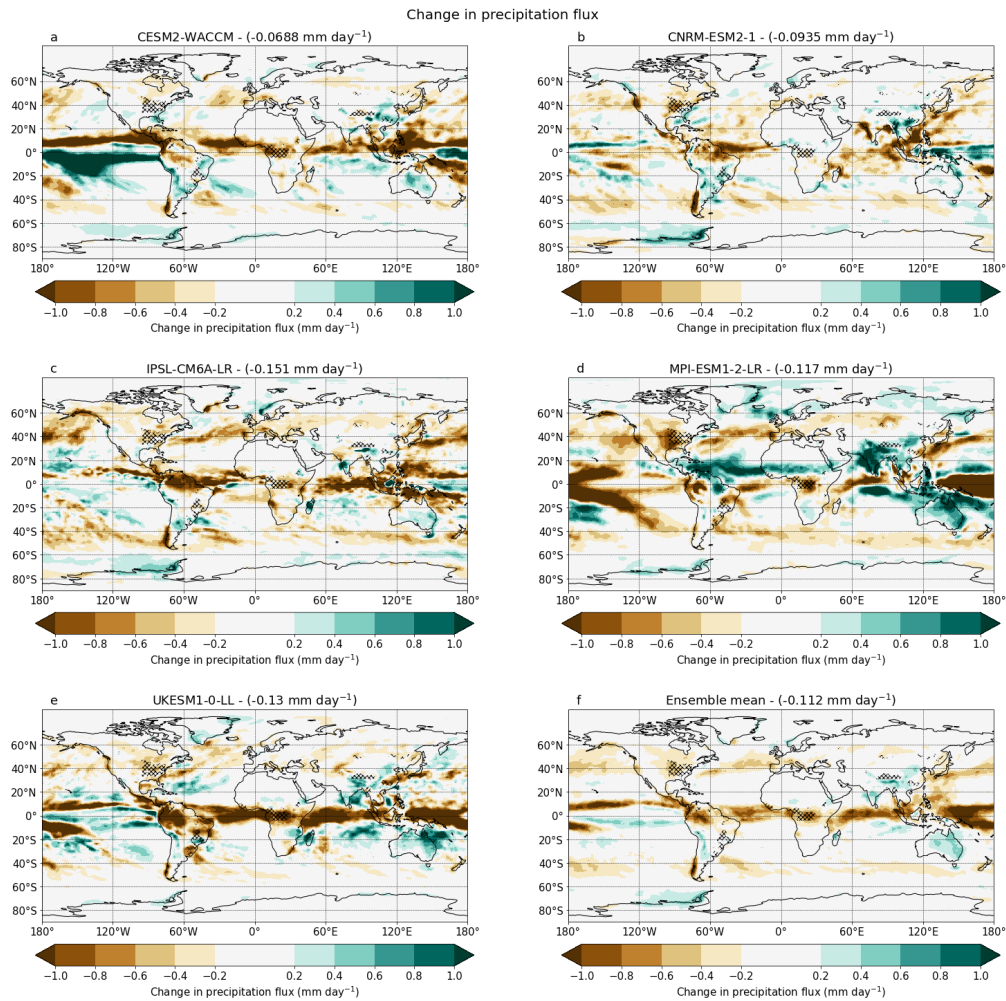 Change in precipitation flux
a CESM2-WACCM - (-0.0688 mm day⁻¹)
60°N
40°N
20°N
0°
20°S
40°S
60°S
80°S
180° 120°W 60°W 0° 60°E 120°E 180°
−1.0 −0.8 −0.6 −0.4 −0.2 0.2 0.4 0.6 0.8 1.0
Change in precipitation flux (mm day⁻¹)
b CNRM-ESM2-1 - (-0.0935 mm day⁻¹)
60°N
40°N
20°N
0°
20°S
40°S
60°S
80°S
180° 120°W 60°W 0° 60°E 120°E 180°
−1.0 −0.8 −0.6 −0.4 −0.2 0.2 0.4 0.6 0.8 1.0
Change in precipitation flux (mm day⁻¹)
c IPSL-CM6A-LR - (-0.151 mm day⁻¹)
60°N
40°N
20°N
0°
20°S
40°S
60°S
80°S
180° 120°W 60°W 0° 60°E 120°E 180°
−1.0 −0.8 −0.6 −0.4 −0.2 0.2 0.4 0.6 0.8 1.0
Change in precipitation flux (mm day⁻¹)
d MPI-ESM1-2-LR - (-0.117 mm day⁻¹)
60°N
40°N
20°N
0°
20°S
40°S
60°S
80°S
180° 120°W 60°W 0° 60°E 120°E 180°
−1.0 −0.8 −0.6 −0.4 −0.2 0.2 0.4 0.6 0.8 1.0
Change in precipitation flux (mm day⁻¹)
e UKESM1-0-LL - (-0.13 mm day⁻¹)
60°N
40°N
20°N
0°
20°S
40°S
60°S
80°S
180° 120°W 60°W 0° 60°E 120°E 180°
−1.0 −0.8 −0.6 −0.4 −0.2 0.2 0.4 0.6 0.8 1.0
Change in precipitation flux (mm day⁻¹)
f Ensemble mean - (-0.112 mm day⁻¹)
60°N
40°N
20°N
0°
20°S
40°S
60°S
80°S
180° 120°W 60°W 0° 60°E 120°E 180°
−1.0 −0.8 −0.6 −0.4 −0.2 0.2 0.4 0.6 0.8 1.0
Change in precipitation flux (mm day⁻¹)